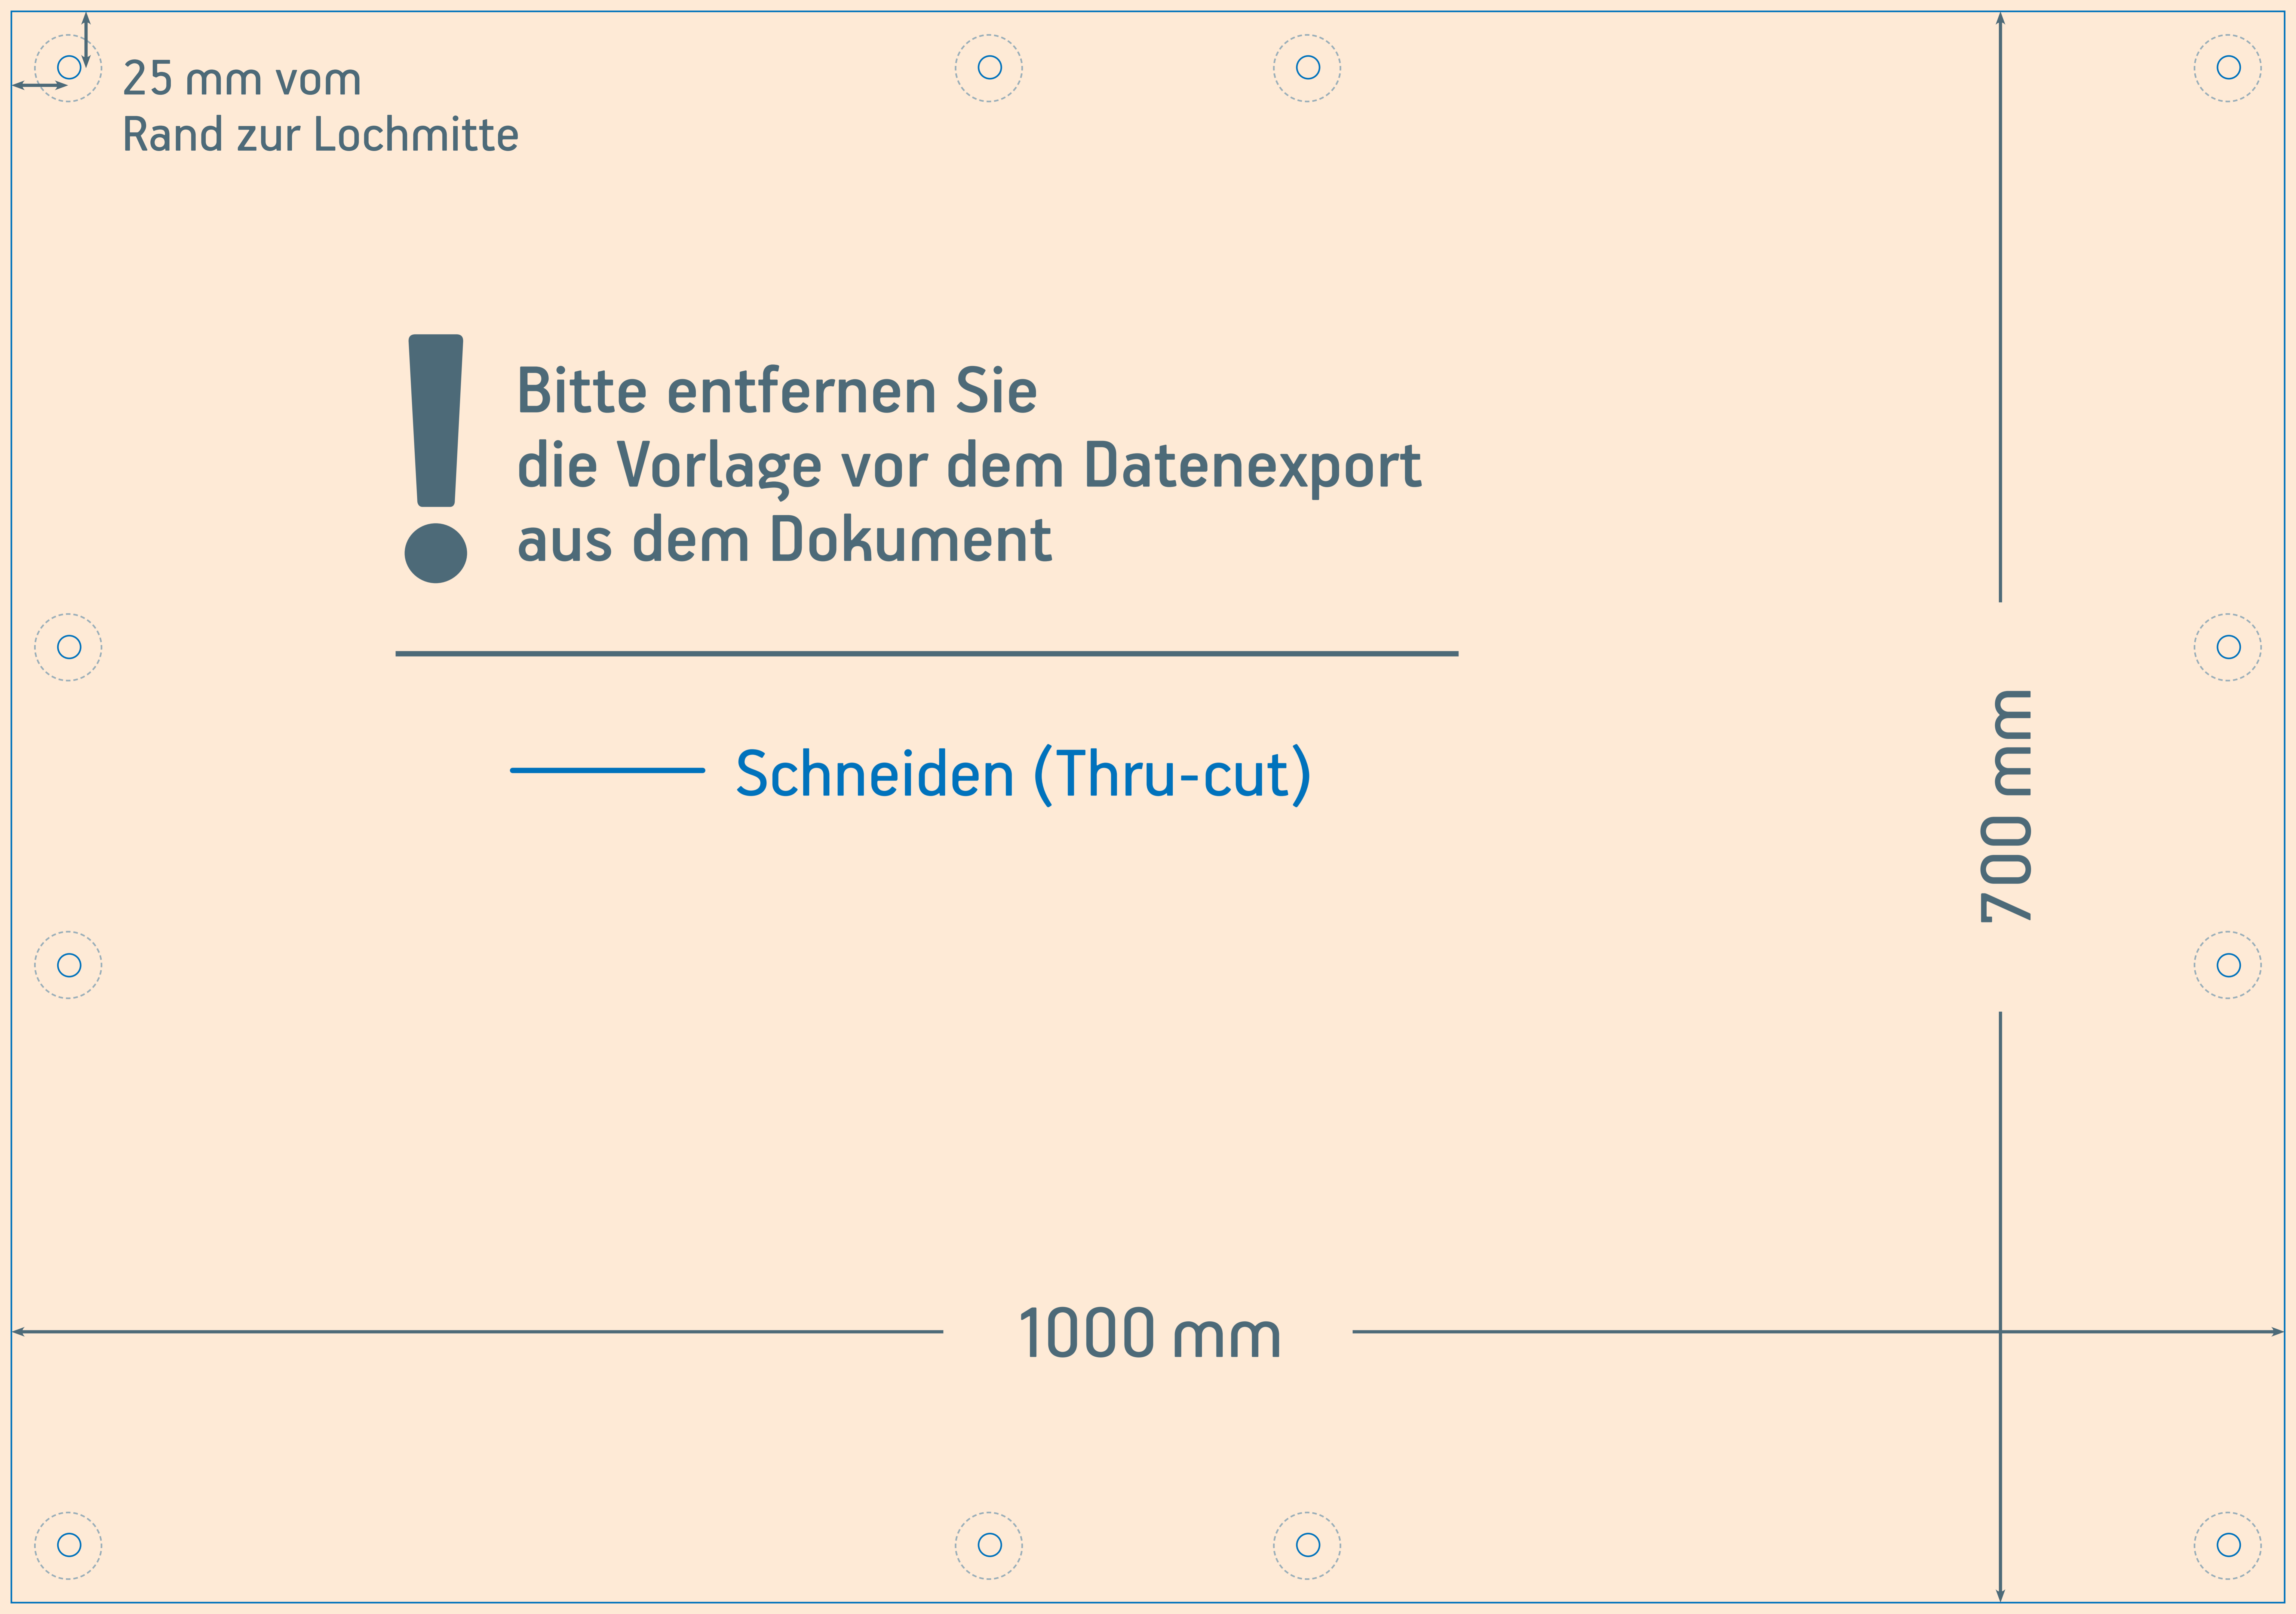 25 mm vom
Rand zur Lochmitte
!
Bitte entfernen Sie
die Vorlage vor dem Datenexport
aus dem Dokument
Schneiden (Thru-cut)
700 mm
1000 mm